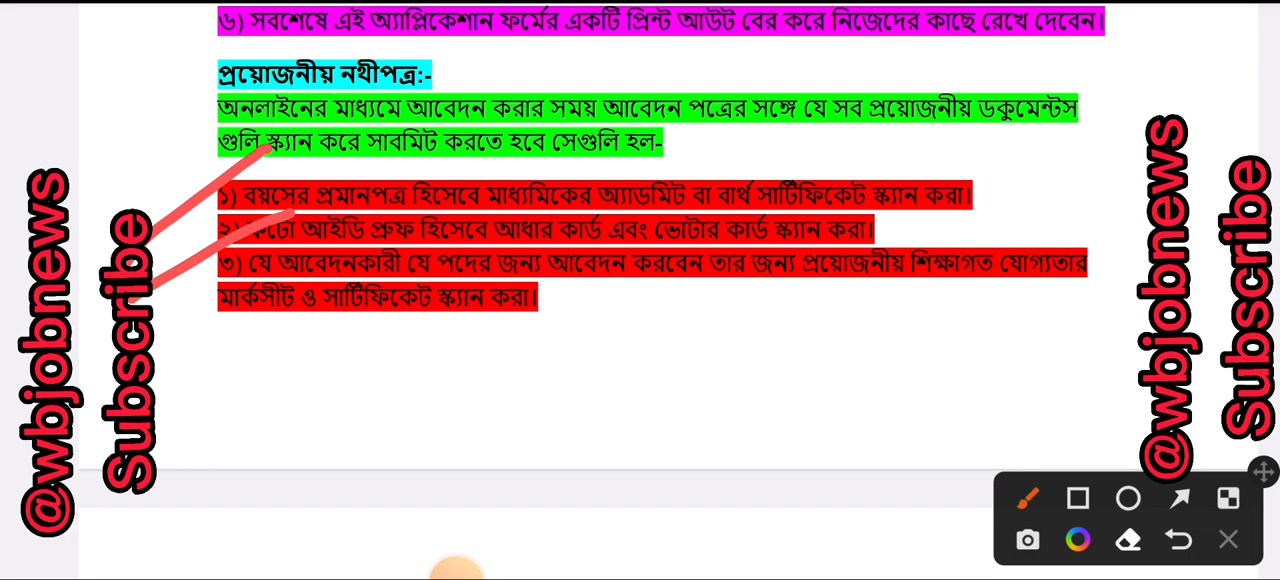 ৬) সবশেষে এই অ্যাপ্লিকেশান ফর্মের একটি প্রিন্ট আউট বের করে নিজেদের কাছে রেখে দেবেন।
প্রয়োজনীয় নথীপত্র:-
অনলাইনের মাধ্যমে আবেদন করার সময় আবেদন পত্রের সঙ্গে যে সব প্রয়োজনীয় ডকুমেন্টস
গুলি স্ক্যান করে সাবমিট করতে হবে সেগুলি হল-
১) বয়সের প্রমানপত্র হিসেবে মাধ্যমিকের অ্যাডমিট বা বার্থ সার্টিফিকেট স্ক্যান করা।
২) ফটো আইডি প্রুফ হিসেবে আধার কার্ড এবং ভোটার কার্ড স্ক্যান করা।
৩) যে আবেদনকারী যে পদের জন্য আবেদন করবেন তার জন্য প্রয়োজনীয় শিক্ষাগত যোগ্যতার
মার্কসীট ও সার্টিফিকেট স্ক্যান করা।
@wbjobnews
Subscribe
@wbjobnews
Subscribe